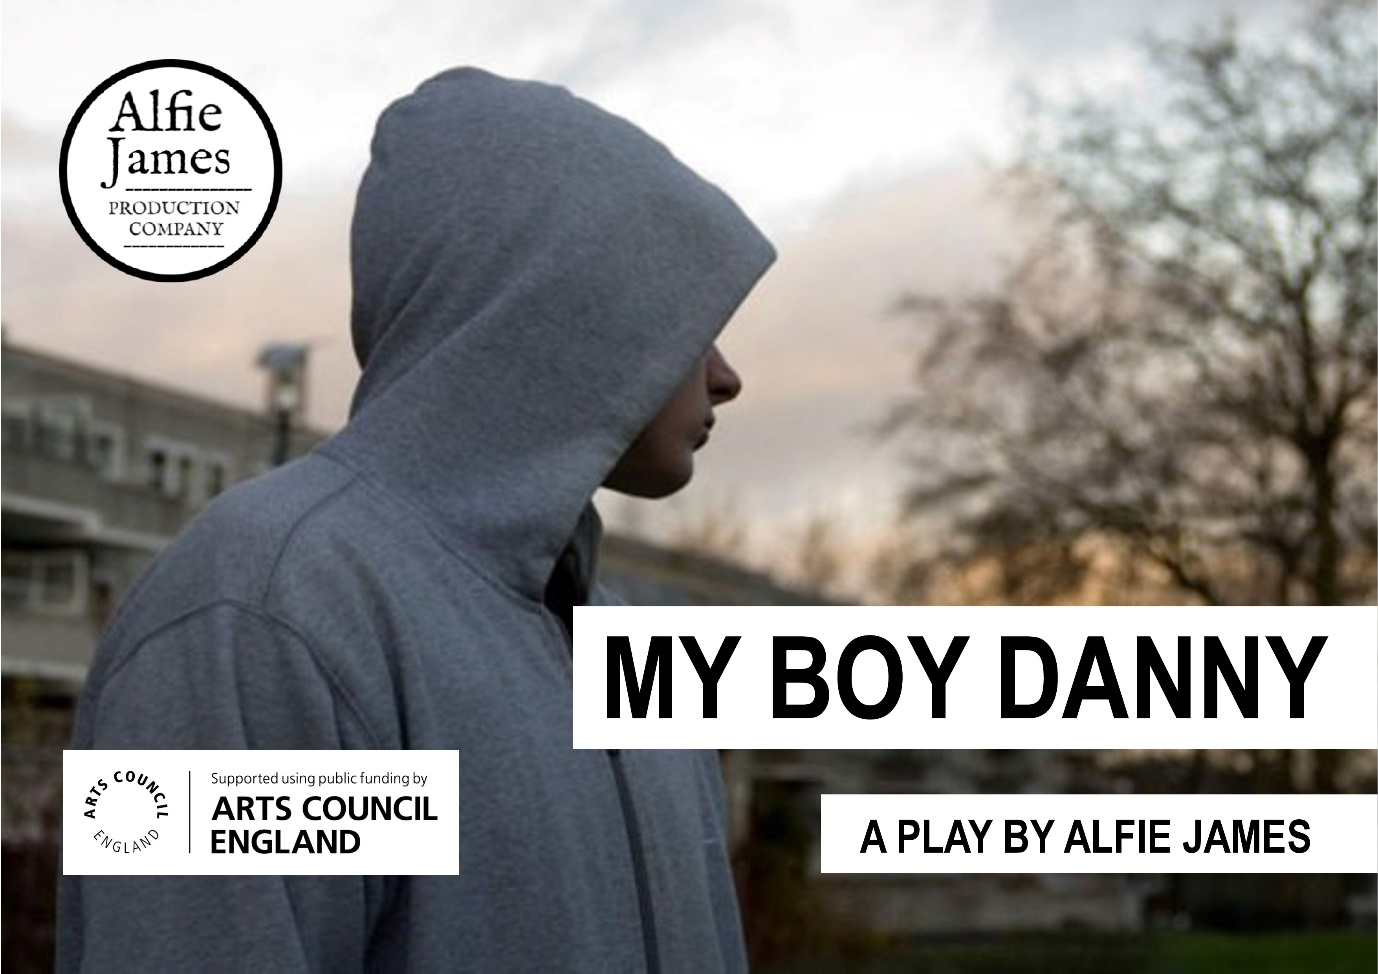 Alfie
James
PRODUCTION
COMPANY
MY BOY DANNY
ARTS COUNCIL
ENGLAND
Supported using public funding by
ARTS COUNCIL
ENGLAND
A PLAY BY ALFIE JAMES